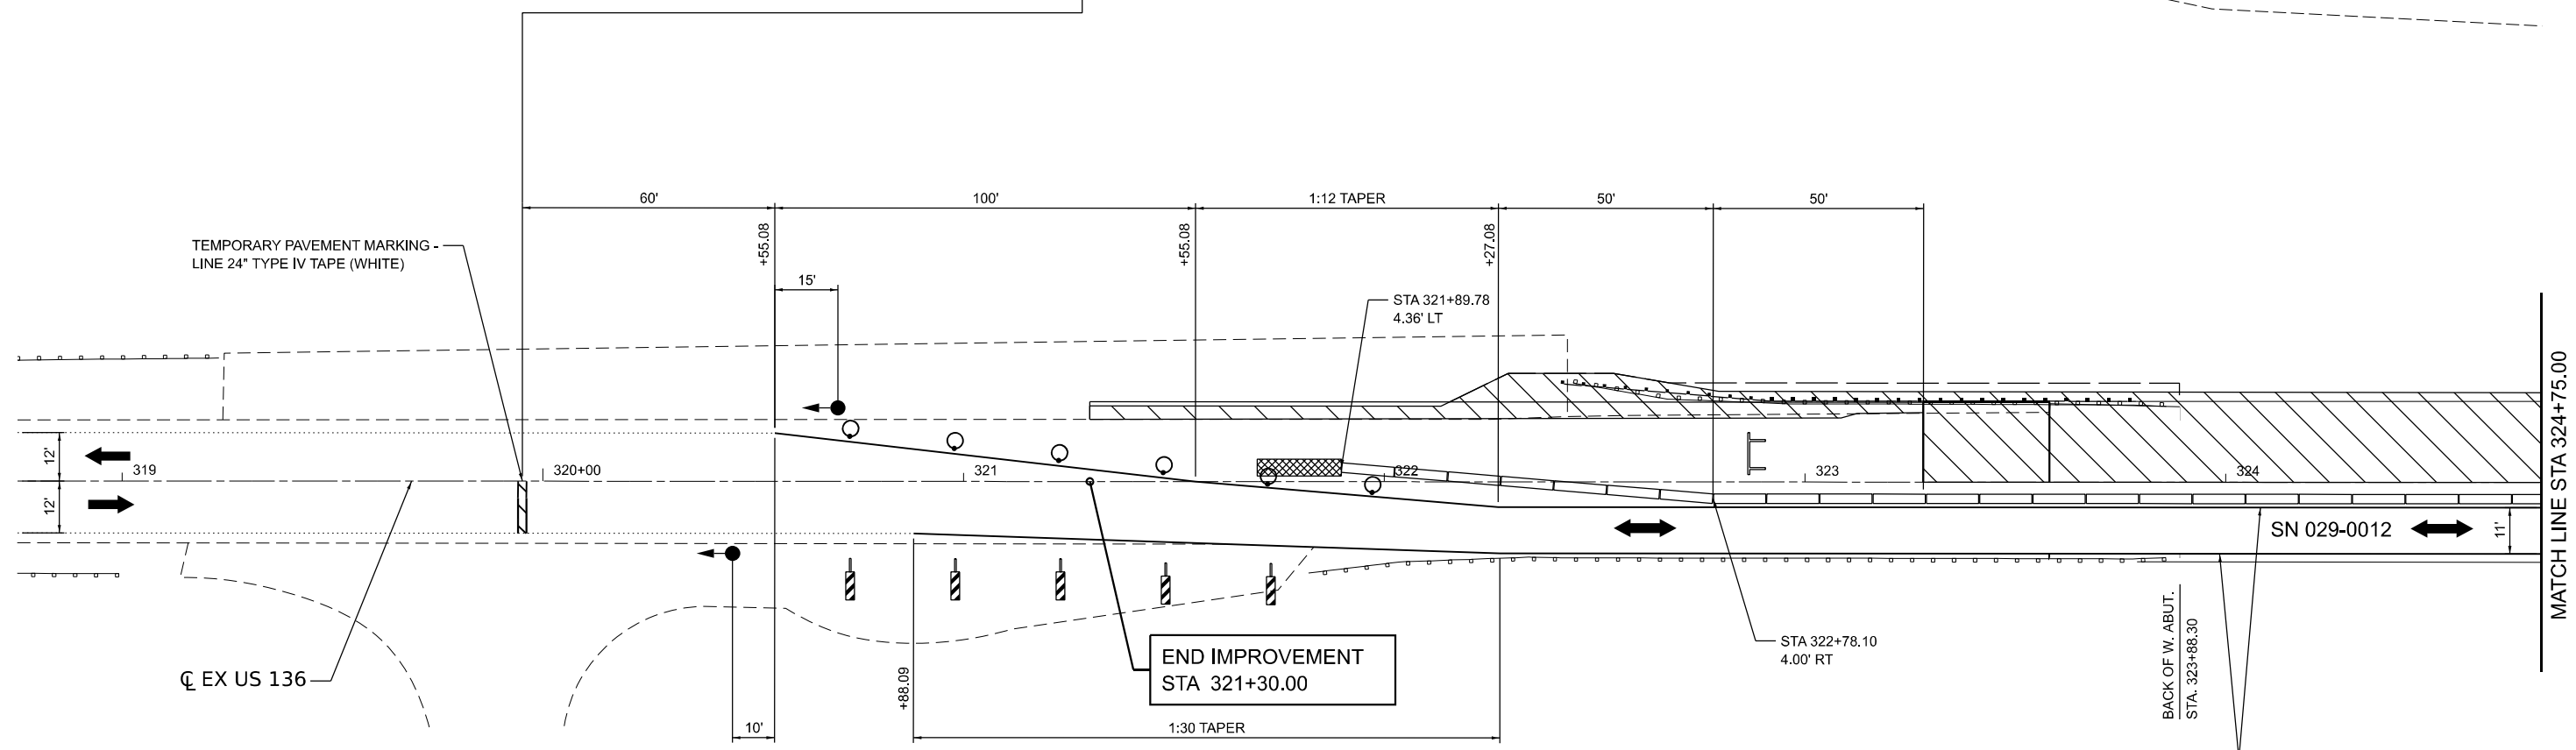 60'
100'
1:12 TAPER
50'
50'
+55.08
+55.08
+27.08
TEMPORARY PAVEMENT MARKING -
LINE 24" TYPE IV TAPE (WHITE)
15'
STA 321+89.78
4.36' LT
12'
12'
319
320+00
321
322
323
324
SN 029-0012
11'
MATCH LINE STA 324+75.00
℄ EX US 136
END IMPROVEMENT
STA 321+30.00
STA 322+78.10
4.00' RT
BACK OF W. ABUT.
STA. 323+88.30
+88.09
10'
1:30 TAPER